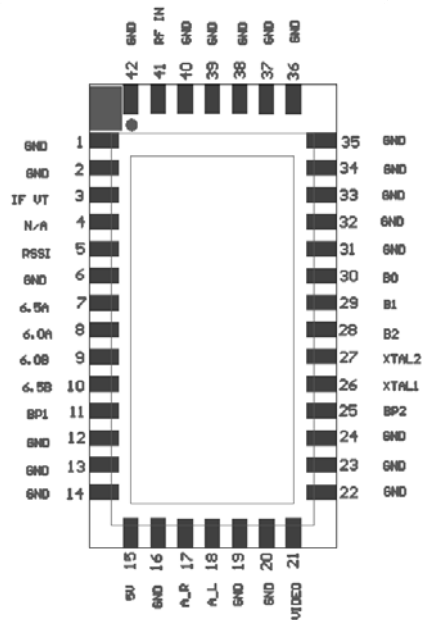 GND RF IN GND GND GND GND GND
42 41 40 39 38 37 36
GND 1 35 GND
GND 2 34 GND
IF VT 3 33 GND
N/A 4 32 GND
RSSI 5 31 GND
GND 6 30 B0
6.5A 7 29 B1
6.0A 8 28 B2
6.0B 9 27 XTAL2
6.5B 10 26 XTAL1
BP1 11 25 BP2
GND 12 24 GND
GND 13 23 GND
GND 14 22 GND
15 16 17 18 19 20 21
5V GND A_R A_L GND GND VIDEO